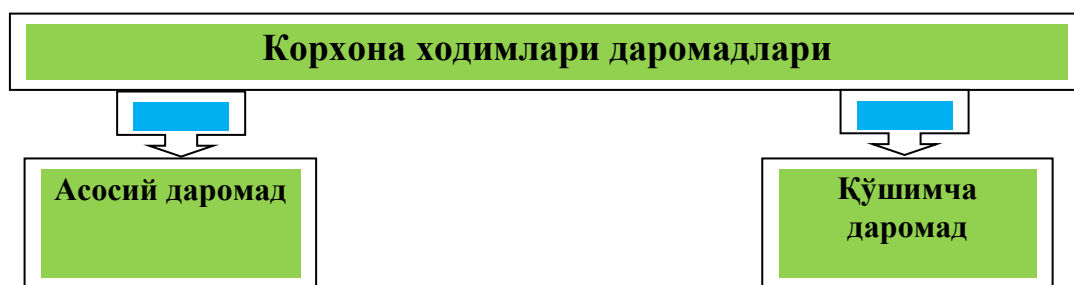 Корхона ходимлари даромадлари
Асосий даромад
Қўшимча
даромад